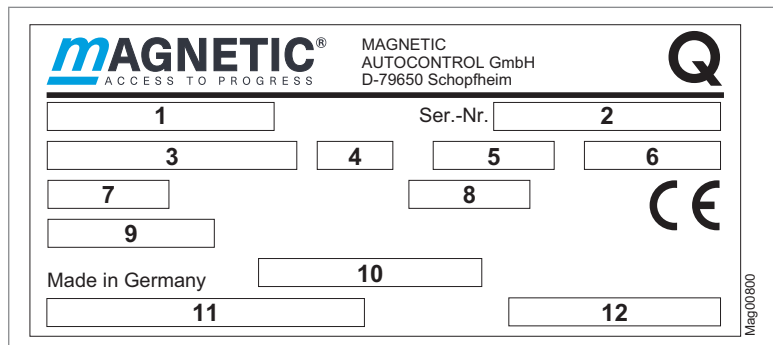 mAGNETIC®
ACCESS TO PROGRESS
MAGNETIC
AUTOCONTROL GmbH
D-79650 Schopfheim
Q
1 Ser.-Nr. 2
3 4 5 6
7 8 CE
9
Made in Germany 10
11 12
Mag00800